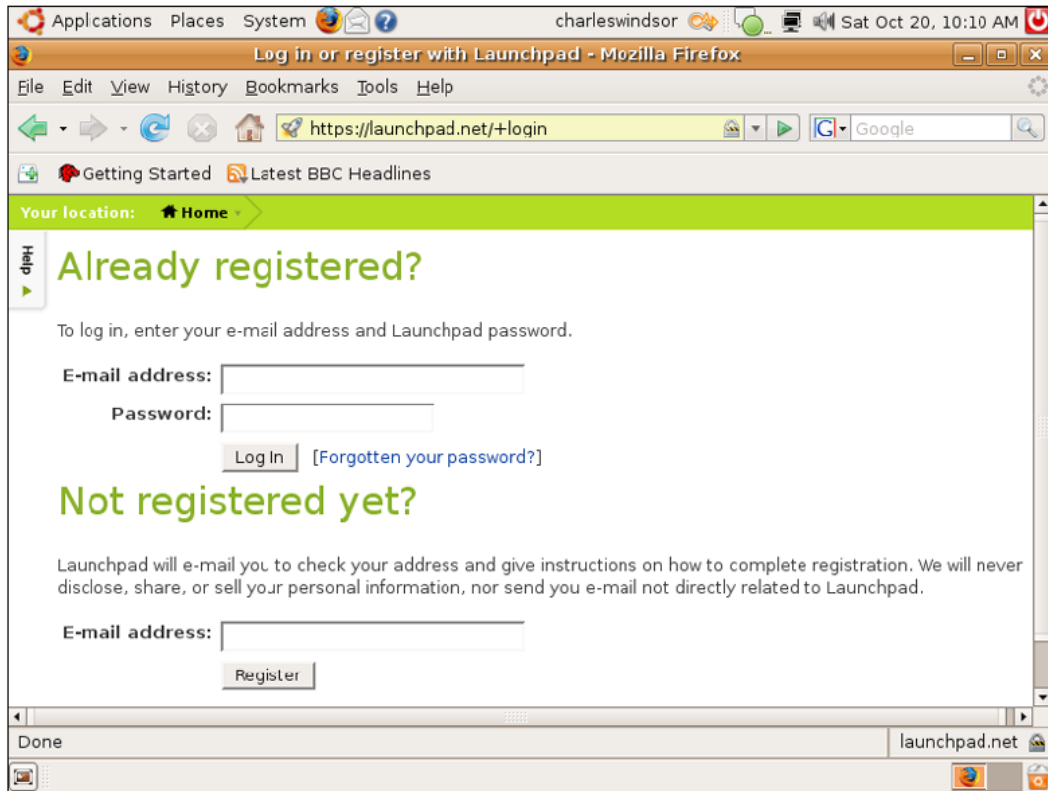 Applications Places System charleswindsor Sat Oct 20, 10:10 AM
Log in or register with Launchpad - Mozilla Firefox
File Edit View History Bookmarks Tools Help
https://launchpad.net/+login G Google
Getting Started Latest BBC Headlines
Your location: Home
Help
Already registered?
To log in, enter your e-mail address and Launchpad password.
E-mail address:
Password:
Log In [Forgotten your password?]
Not registered yet?
Launchpad will e-mail you to check your address and give instructions on how to complete registration. We will never
disclose, share, or sell your personal information, nor send you e-mail not directly related to Launchpad.
E-mail address:
Register
Done launchpad.net